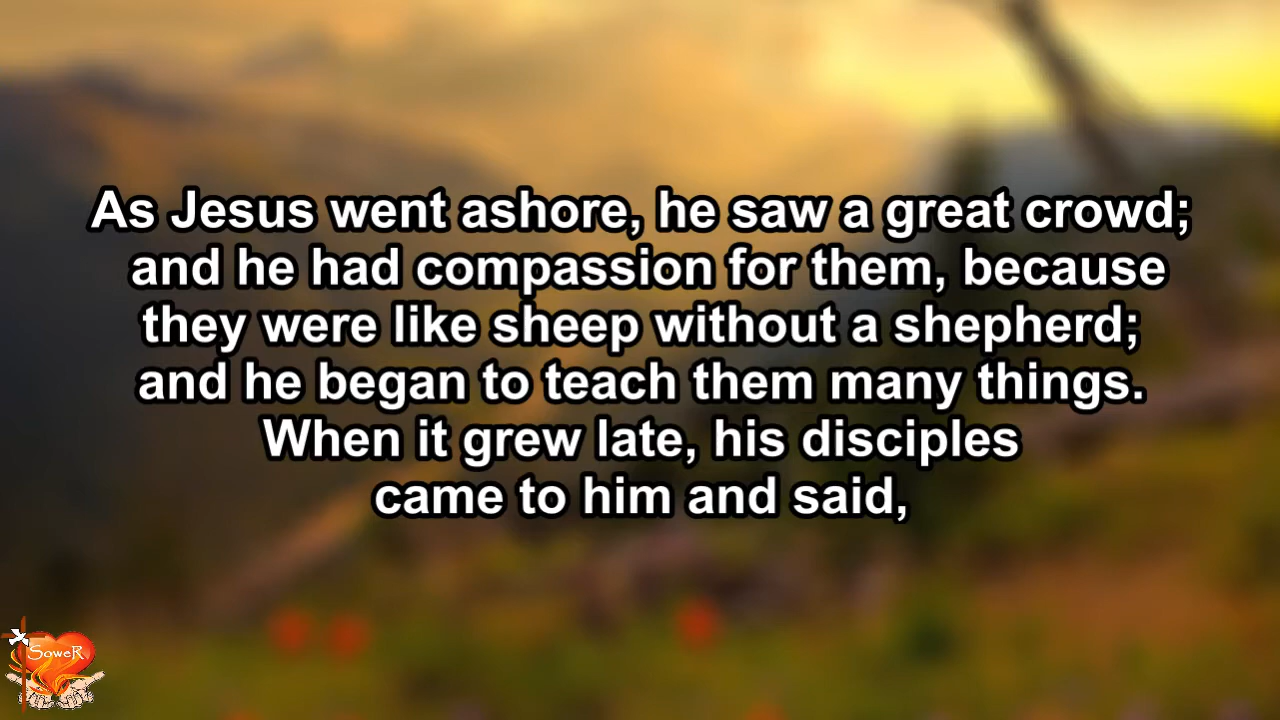 As Jesus went ashore, he saw a great crowd;
and he had compassion for them, because
they were like sheep without a shepherd;
and he began to teach them many things.
When it grew late, his disciples
came to him and said,
SoweR